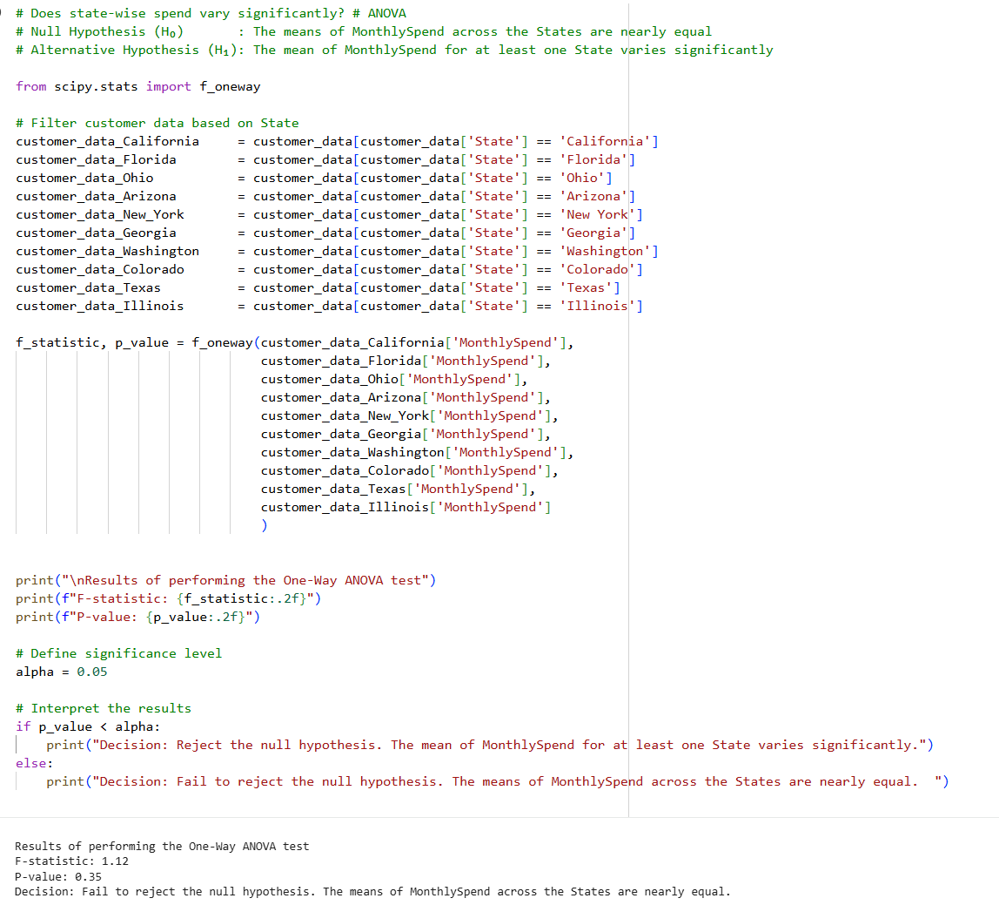 # Does state-wise spend vary significantly? # ANOVA
# Null Hypothesis (H₀)       : The means of MonthlySpend across the States are nearly equal
# Alternative Hypothesis (H₁): The mean of MonthlySpend for at least one State varies significantly

from scipy.stats import f_oneway

# Filter customer data based on State
customer_data_California     = customer_data[customer_data['State'] == 'California']
customer_data_Florida        = customer_data[customer_data['State'] == 'Florida']
customer_data_Ohio           = customer_data[customer_data['State'] == 'Ohio']
customer_data_Arizona        = customer_data[customer_data['State'] == 'Arizona']
customer_data_New_York       = customer_data[customer_data['State'] == 'New York']
customer_data_Georgia        = customer_data[customer_data['State'] == 'Georgia']
customer_data_Washington     = customer_data[customer_data['State'] == 'Washington']
customer_data_Colorado       = customer_data[customer_data['State'] == 'Colorado']
customer_data_Texas          = customer_data[customer_data['State'] == 'Texas']
customer_data_Illinois       = customer_data[customer_data['State'] == 'Illinois']

f_statistic, p_value = f_oneway(customer_data_California['MonthlySpend'],
                                customer_data_Florida['MonthlySpend'],
                                customer_data_Ohio['MonthlySpend'],
                                customer_data_Arizona['MonthlySpend'],
                                customer_data_New_York['MonthlySpend'],
                                customer_data_Georgia['MonthlySpend'],
                                customer_data_Washington['MonthlySpend'],
                                customer_data_Colorado['MonthlySpend'],
                                customer_data_Texas['MonthlySpend'],
                                customer_data_Illinois['MonthlySpend']
                                )

print("\nResults of performing the One-Way ANOVA test")
print(f"F-statistic: {f_statistic:.2f}")
print(f"P-value: {p_value:.2f}")

# Define significance level
alpha = 0.05

# Interpret the results
if p_value < alpha:
    print("Decision: Reject the null hypothesis. The mean of MonthlySpend for at least one State varies significantly.")
else:
    print("Decision: Fail to reject the null hypothesis. The means of MonthlySpend across the States are nearly equal.  ")

Results of performing the One-Way ANOVA test
F-statistic: 1.12
P-value: 0.35
Decision: Fail to reject the null hypothesis. The means of MonthlySpend across the States are nearly equal.